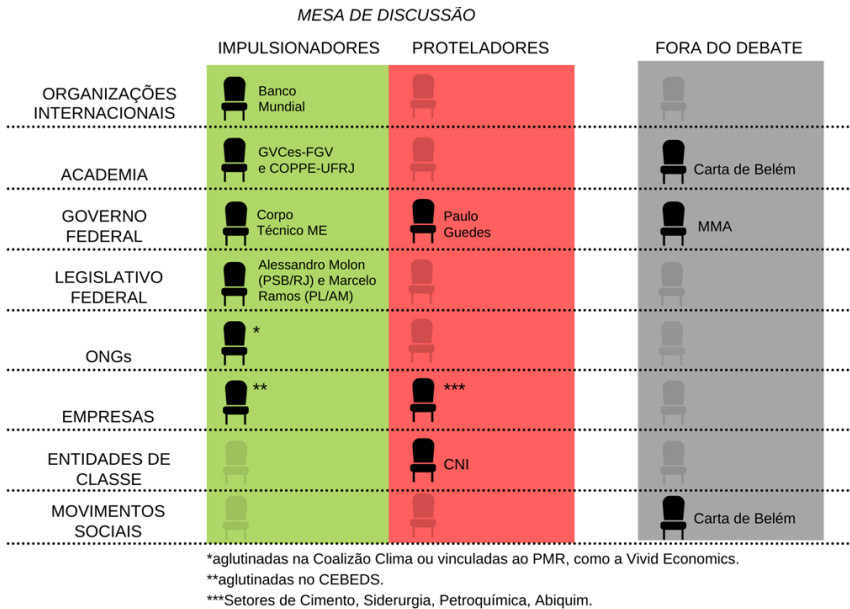 MESA DE DISCUSSÃO
IMPULSIONADORES PROTELADORES FORA DO DEBATE
ORGANIZAÇÕES
INTERNACIONAIS
Banco
Mundial
ACADEMIA
GVCes-FGV
e COPPE-UFRJ
Carta de Belém
GOVERNO
FEDERAL
Corpo
Técnico ME
Paulo
Guedes
MMA
LEGISLATIVO
FEDERAL
Alessandro Molon
(PSB/RJ) e Marcelo
Ramos (PL/AM)
ONGs
*
EMPRESAS
**
***
ENTIDADES DE
CLASSE
CNI
MOVIMENTOS
SOCIAIS
Carta de Belém
*aglutinadas na Coalizão Clima ou vinculadas ao PMR, como a Vivid Economics.
**aglutinadas no CEBEDS.
***Setores de Cimento, Siderurgia, Petroquímica, Abiquim.